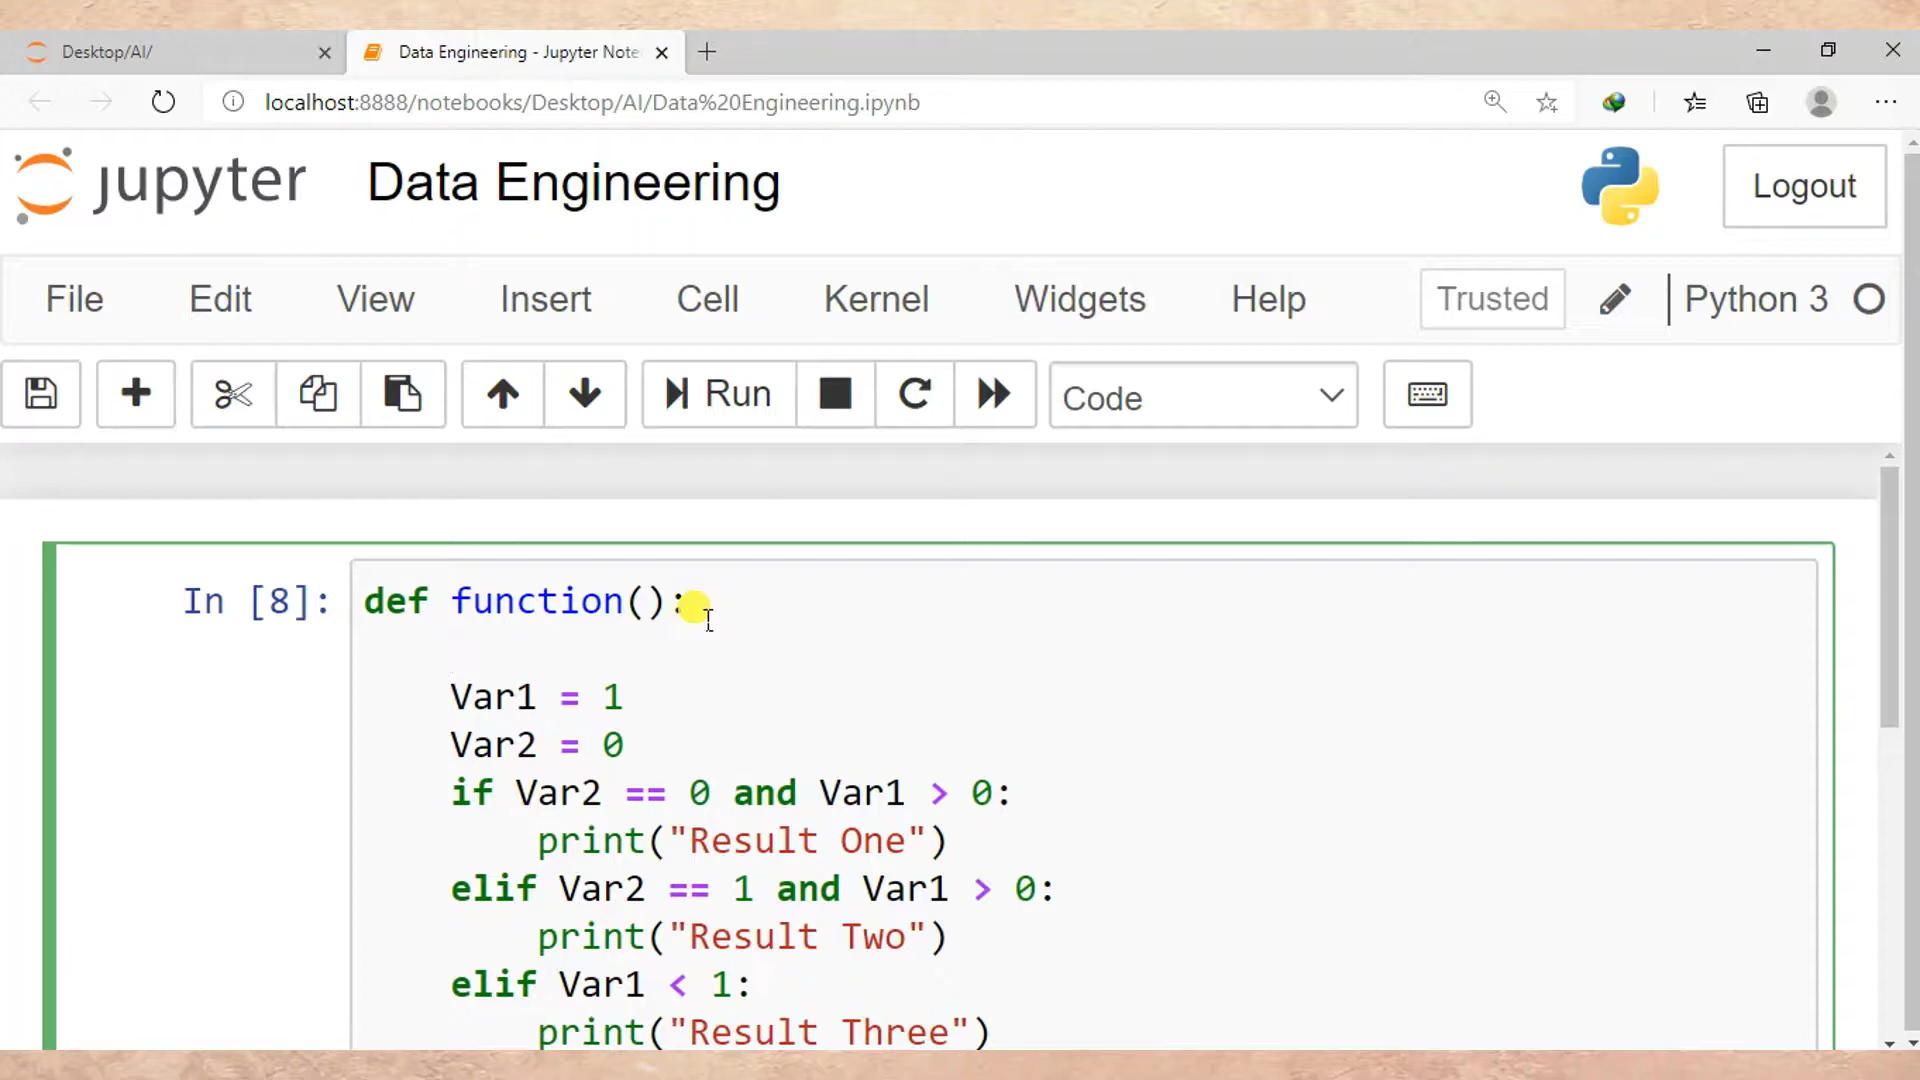 Desktop/AI/
Data Engineering - Jupyter Note
localhost:8888/notebooks/Desktop/AI/Data%20Engineering.ipynb
jupyter Data Engineering Logout
File Edit View Insert Cell Kernel Widgets Help Trusted Python 3
Run Code
In [8]: def function():
Var1 = 1
Var2 = 0
if Var2 == 0 and Var1 > 0:
print("Result One")
elif Var2 == 1 and Var1 > 0:
print("Result Two")
elif Var1 < 1:
print("Result Three")